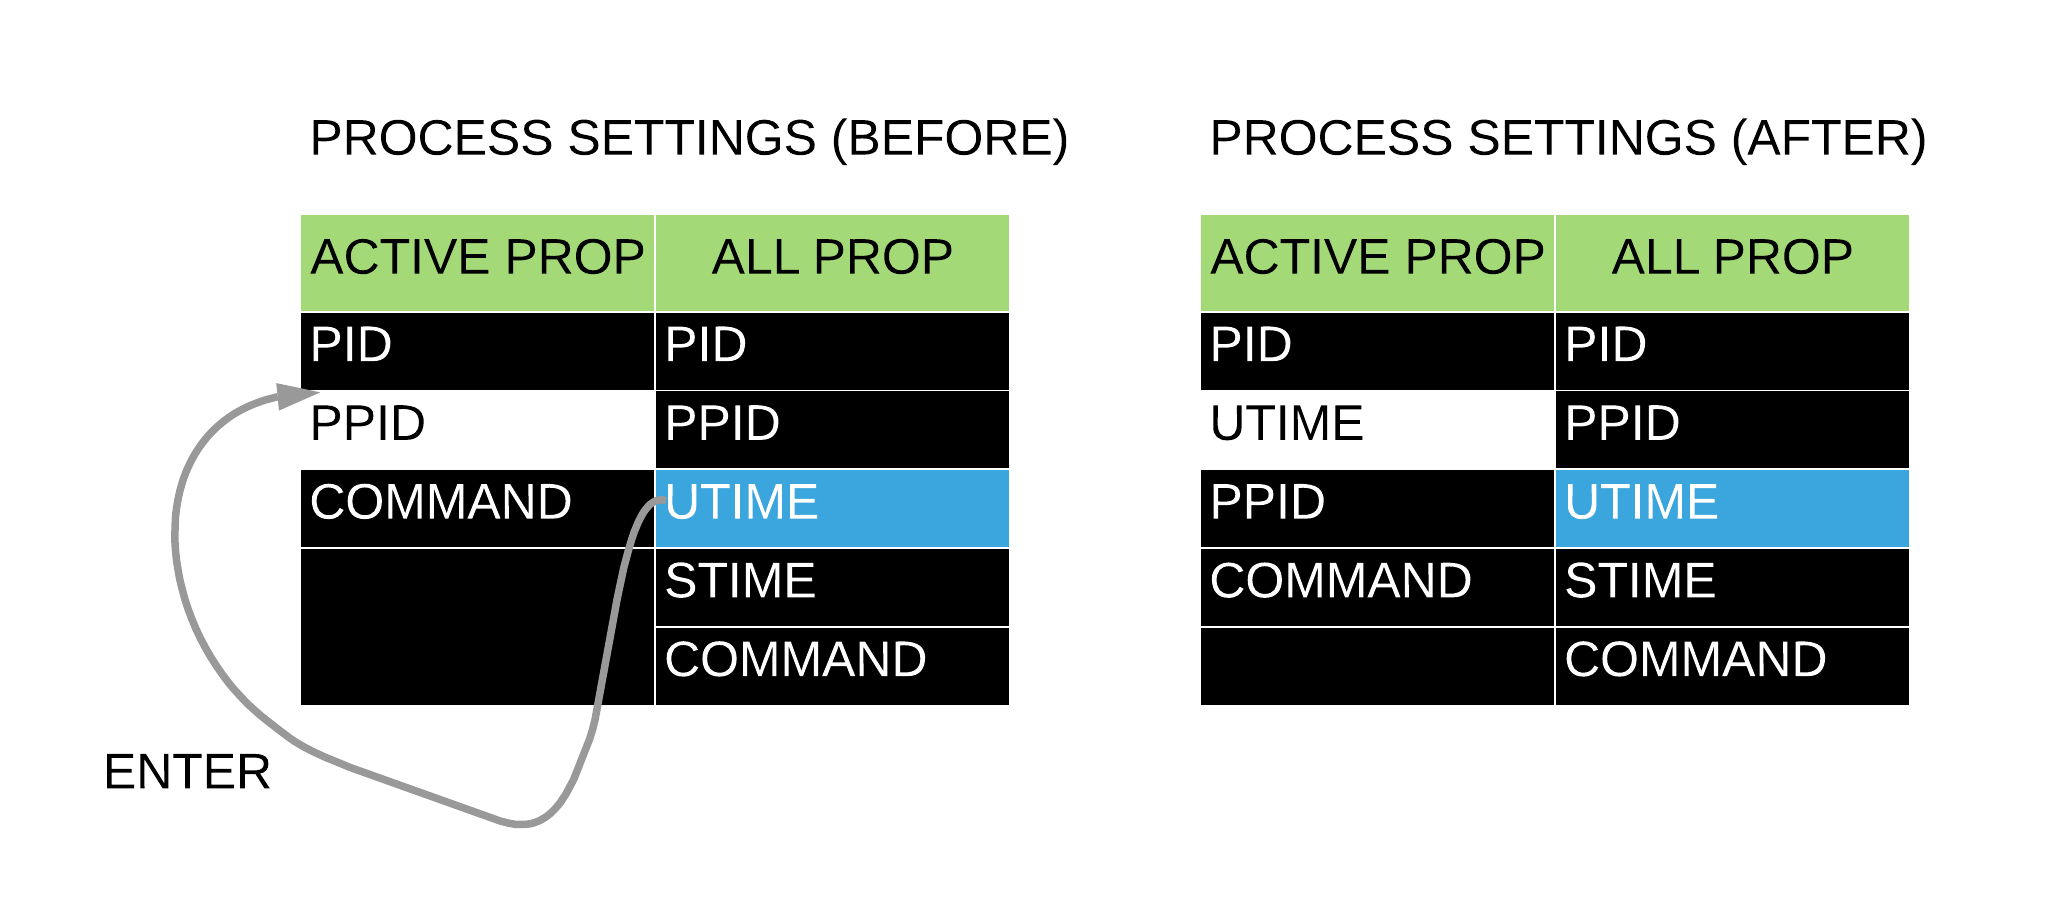 PROCESS SETTINGS (BEFORE)
ACTIVE PROP ALL PROP
PID PID
PPID PPID
COMMAND UTIME
STIME
COMMAND
ENTER
PROCESS SETTINGS (AFTER)
ACTIVE PROP ALL PROP
PID PID
UTIME PPID
PPID UTIME
COMMAND STIME
COMMAND